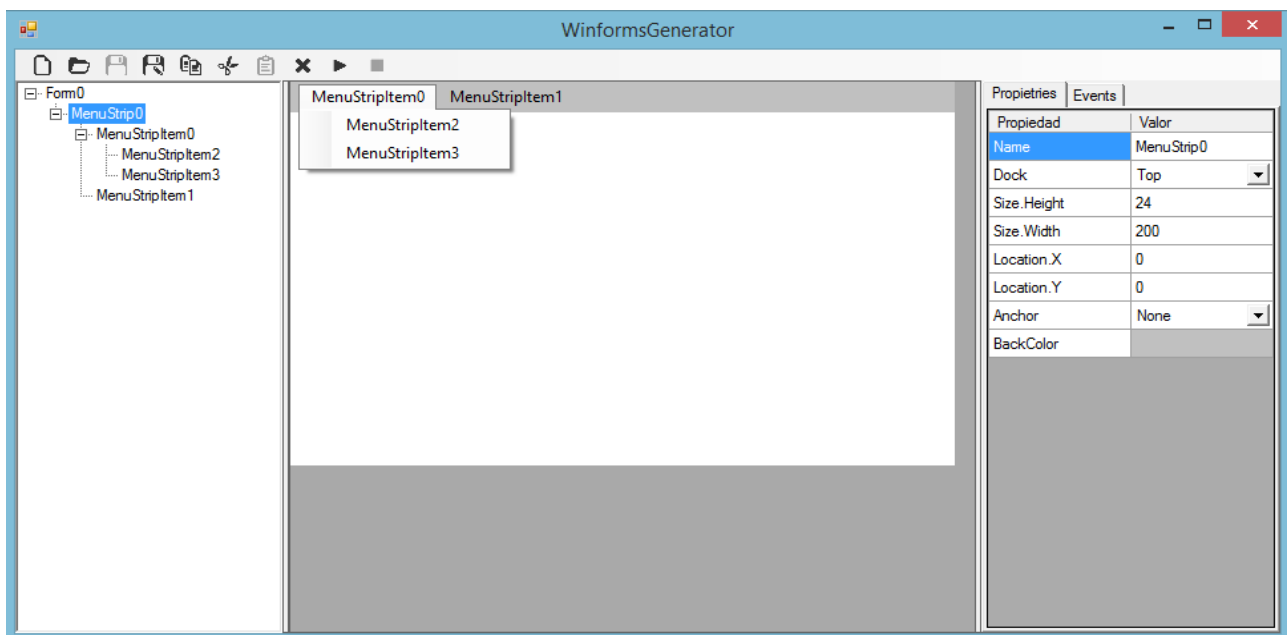 WinformsGenerator
Form0
MenuStrip0
MenuStripItem0
MenuStripItem2
MenuStripItem3
MenuStripItem1
MenuStripItem0 MenuStripItem1
MenuStripItem2
MenuStripItem3
Propietries Events
Propiedad Valor
Name MenuStrip0
Dock Top
Size.Height 24
Size.Width 200
Location.X 0
Location.Y 0
Anchor None
BackColor